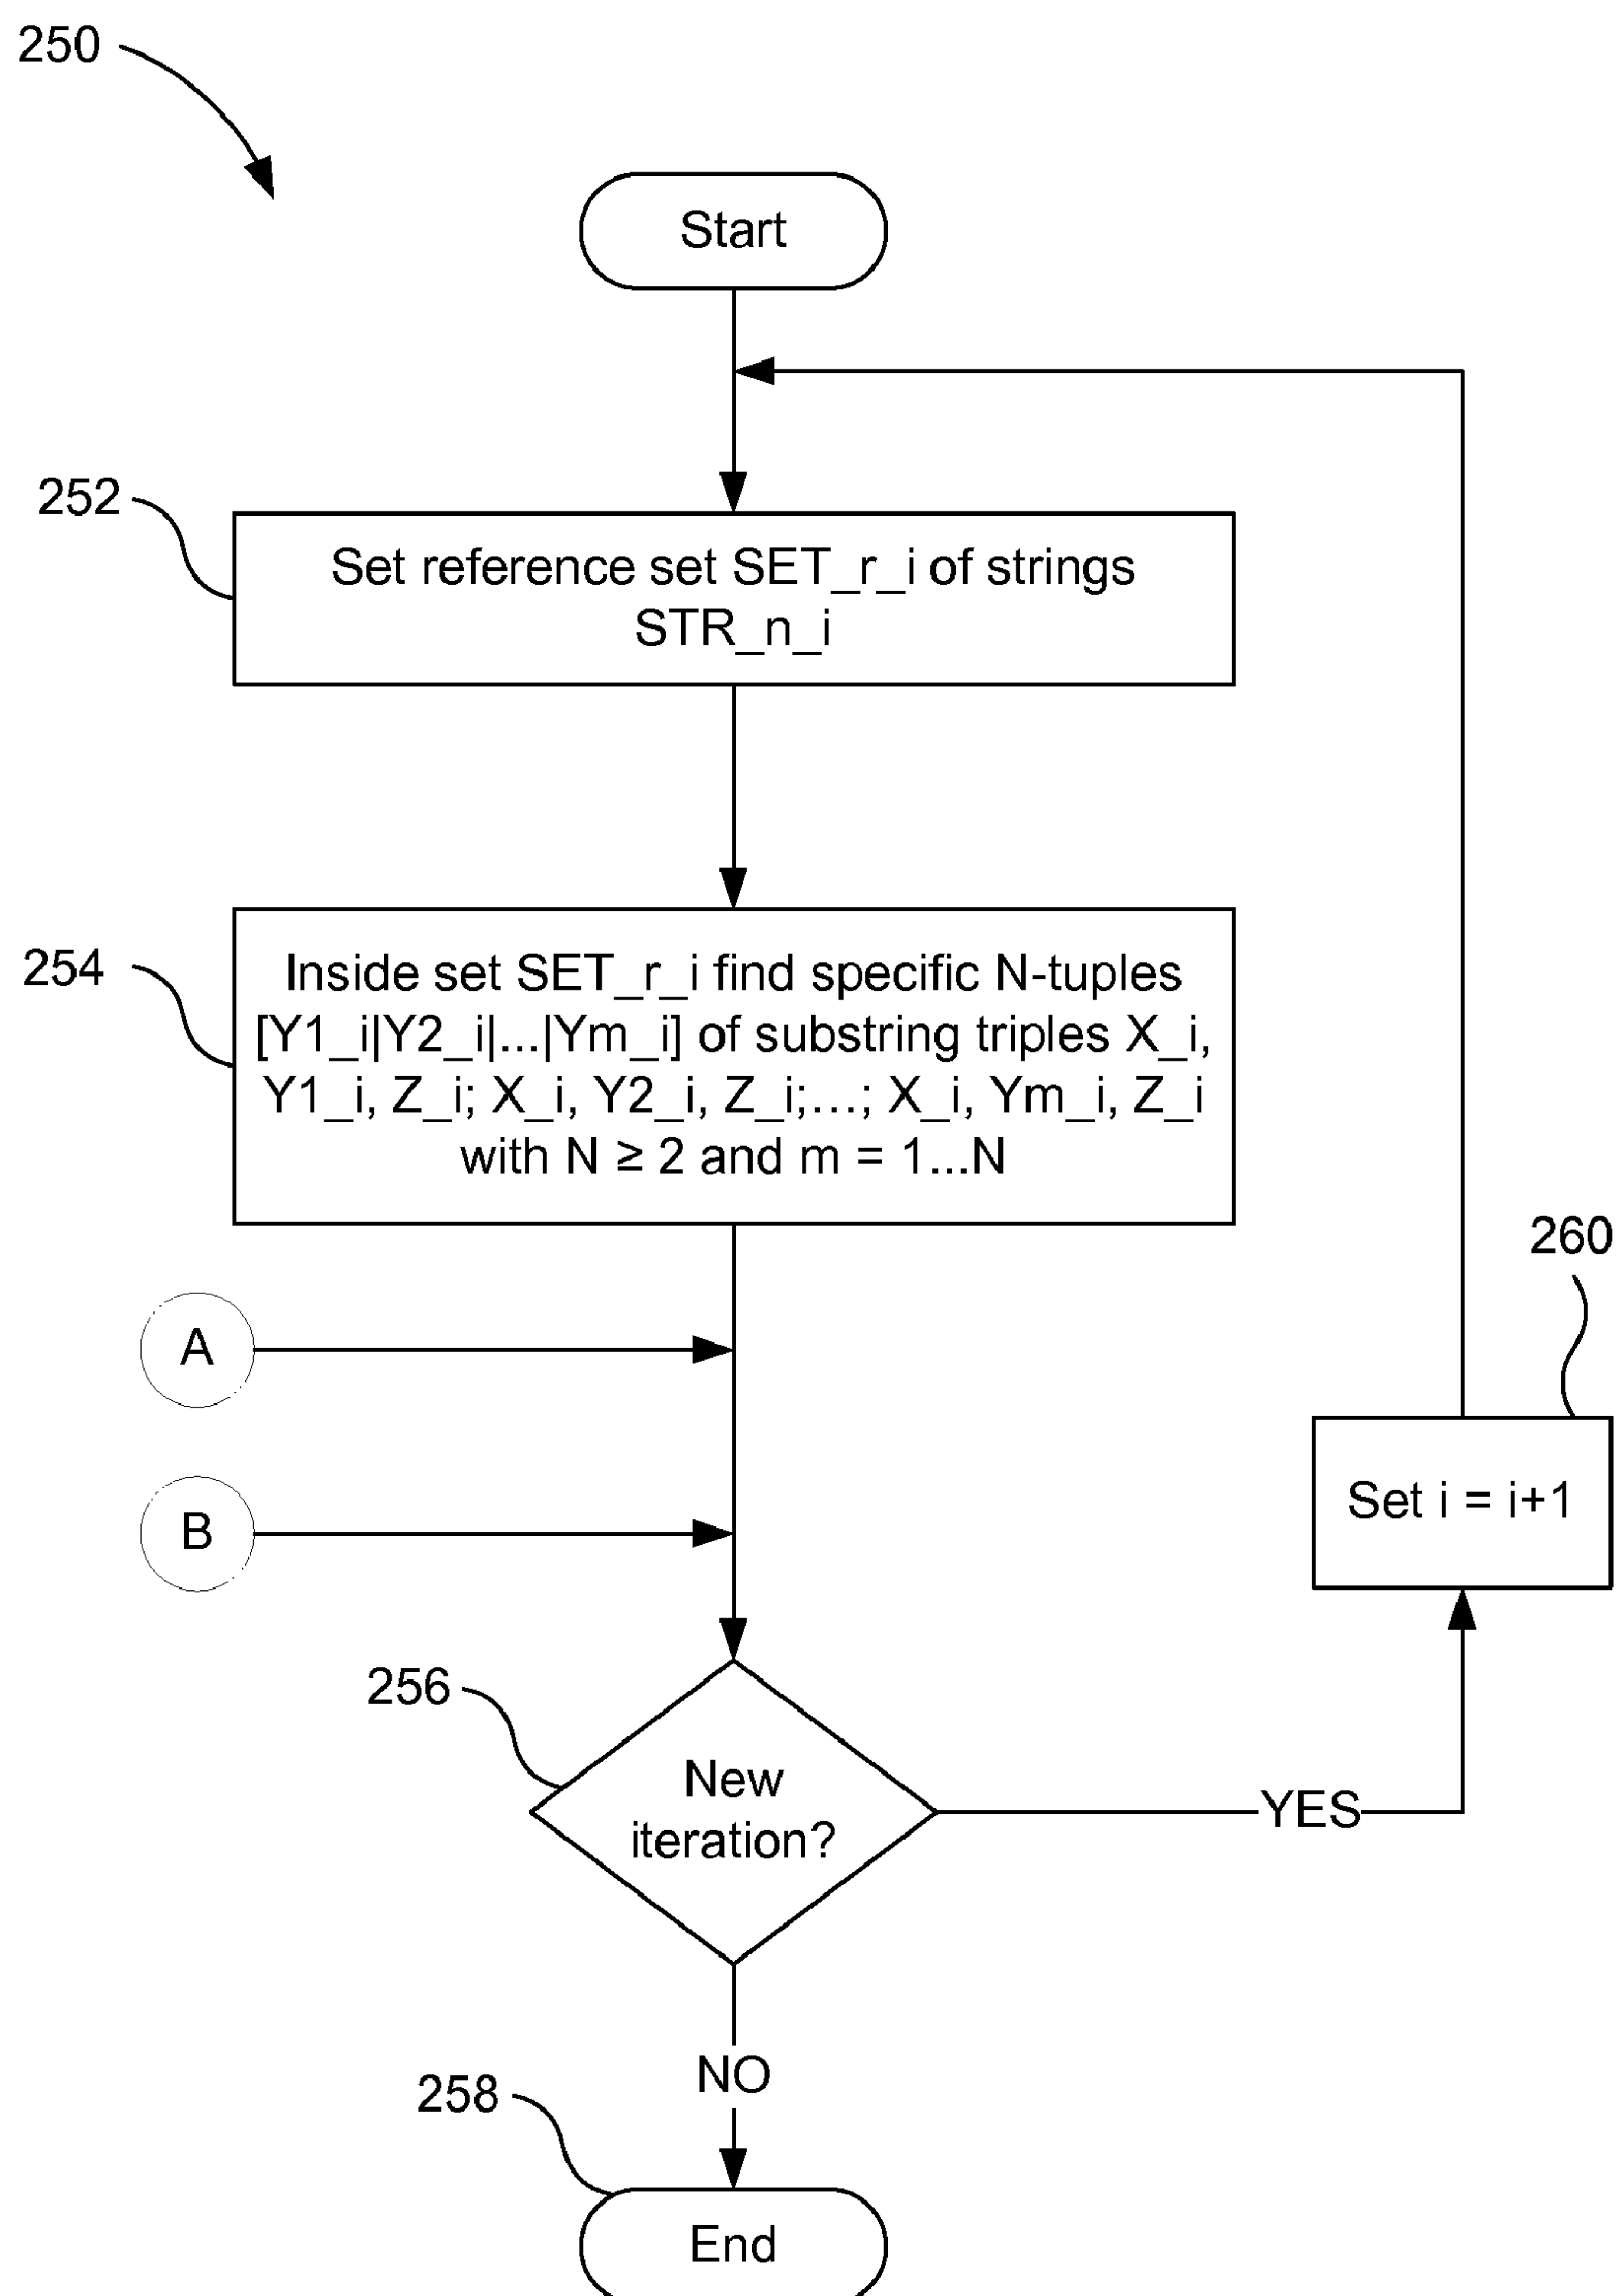 250
Start
252
Set reference set SET_r_i of strings
STR_n_i
254
Inside set SET_r_i find specific N-tuples
[Y1_i|Y2_i|...|Ym_i] of substring triples X_i,
Y1_i, Z_i; X_i, Y2_i, Z_i;...; X_i, Ym_i, Z_i
with N ≥ 2 and m = 1...N
260
A
Set i = i+1
B
256
New
iteration?
YES
NO
258
End